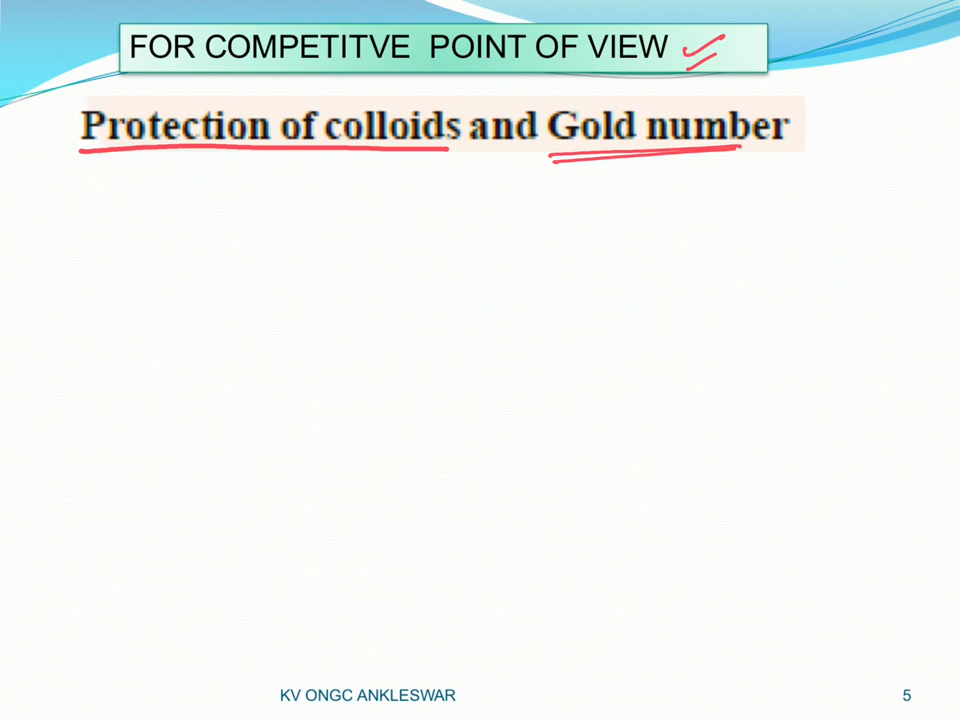 FOR COMPETITVE POINT OF VIEW
Protection of colloids and Gold number
KV ONGC ANKLESWAR
5